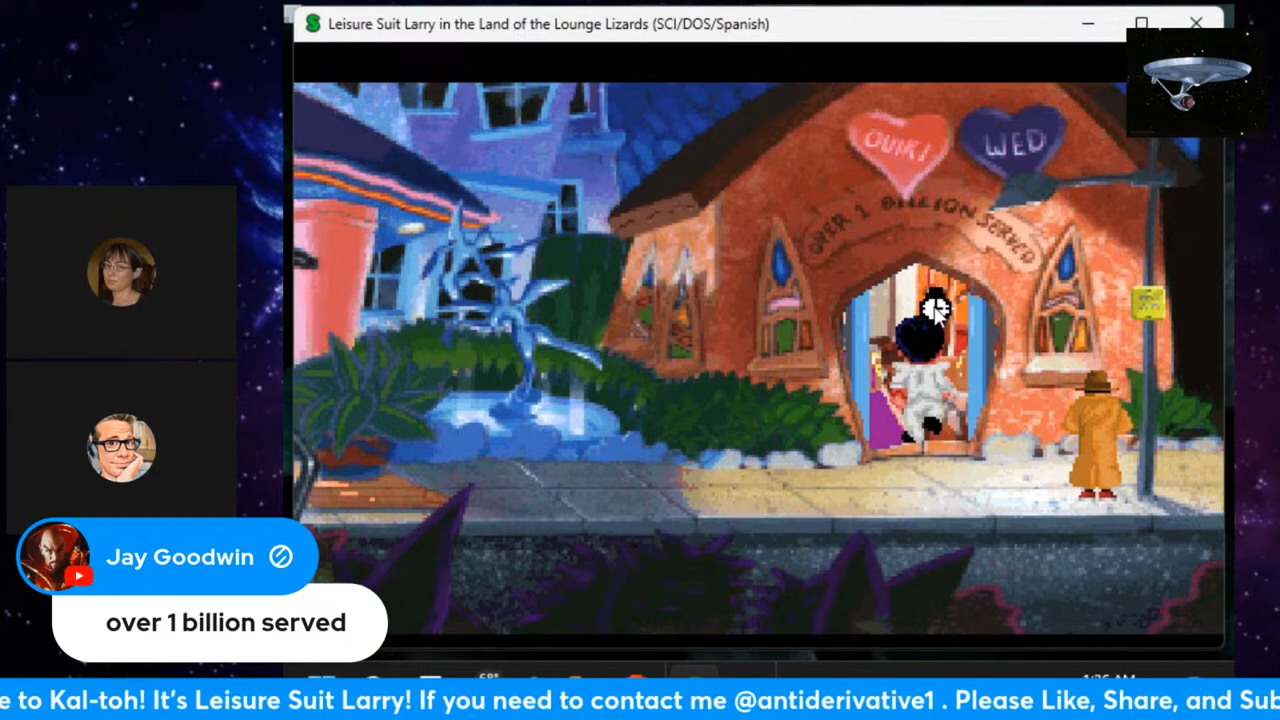 Leisure Suit Larry in the Land of the Lounge Lizards (SCI/DOS/Spanish)
QUIK!
WED
OVER 1 BILLION SERVED
Jay Goodwin
over 1 billion served
e to Kal-toh! It's Leisure Suit Larry! If you need to contact me @antiderivative1 . Please Like, Share, and Sub